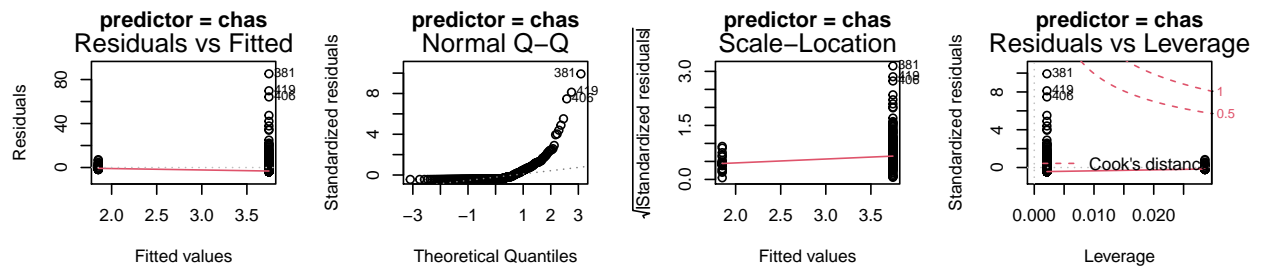 predictor = chas
Residuals vs Fitted
Residuals
0
40
80
2.0
2.5
3.0
3.5
Fitted values
381
419
406
predictor = chas
Normal Q−Q
Standardized residuals
0
4
8
−3
−1
1
2
3
Theoretical Quantiles
381
419
406
predictor = chas
Scale−Location
√|Standardized residuals|
0.0
1.5
3.0
2.0
2.5
3.0
3.5
Fitted values
381
419
406
predictor = chas
Residuals vs Leverage
Standardized residuals
0
4
8
0.000
0.010
0.020
Leverage
381
419
406
1
0.5
Cook's distance